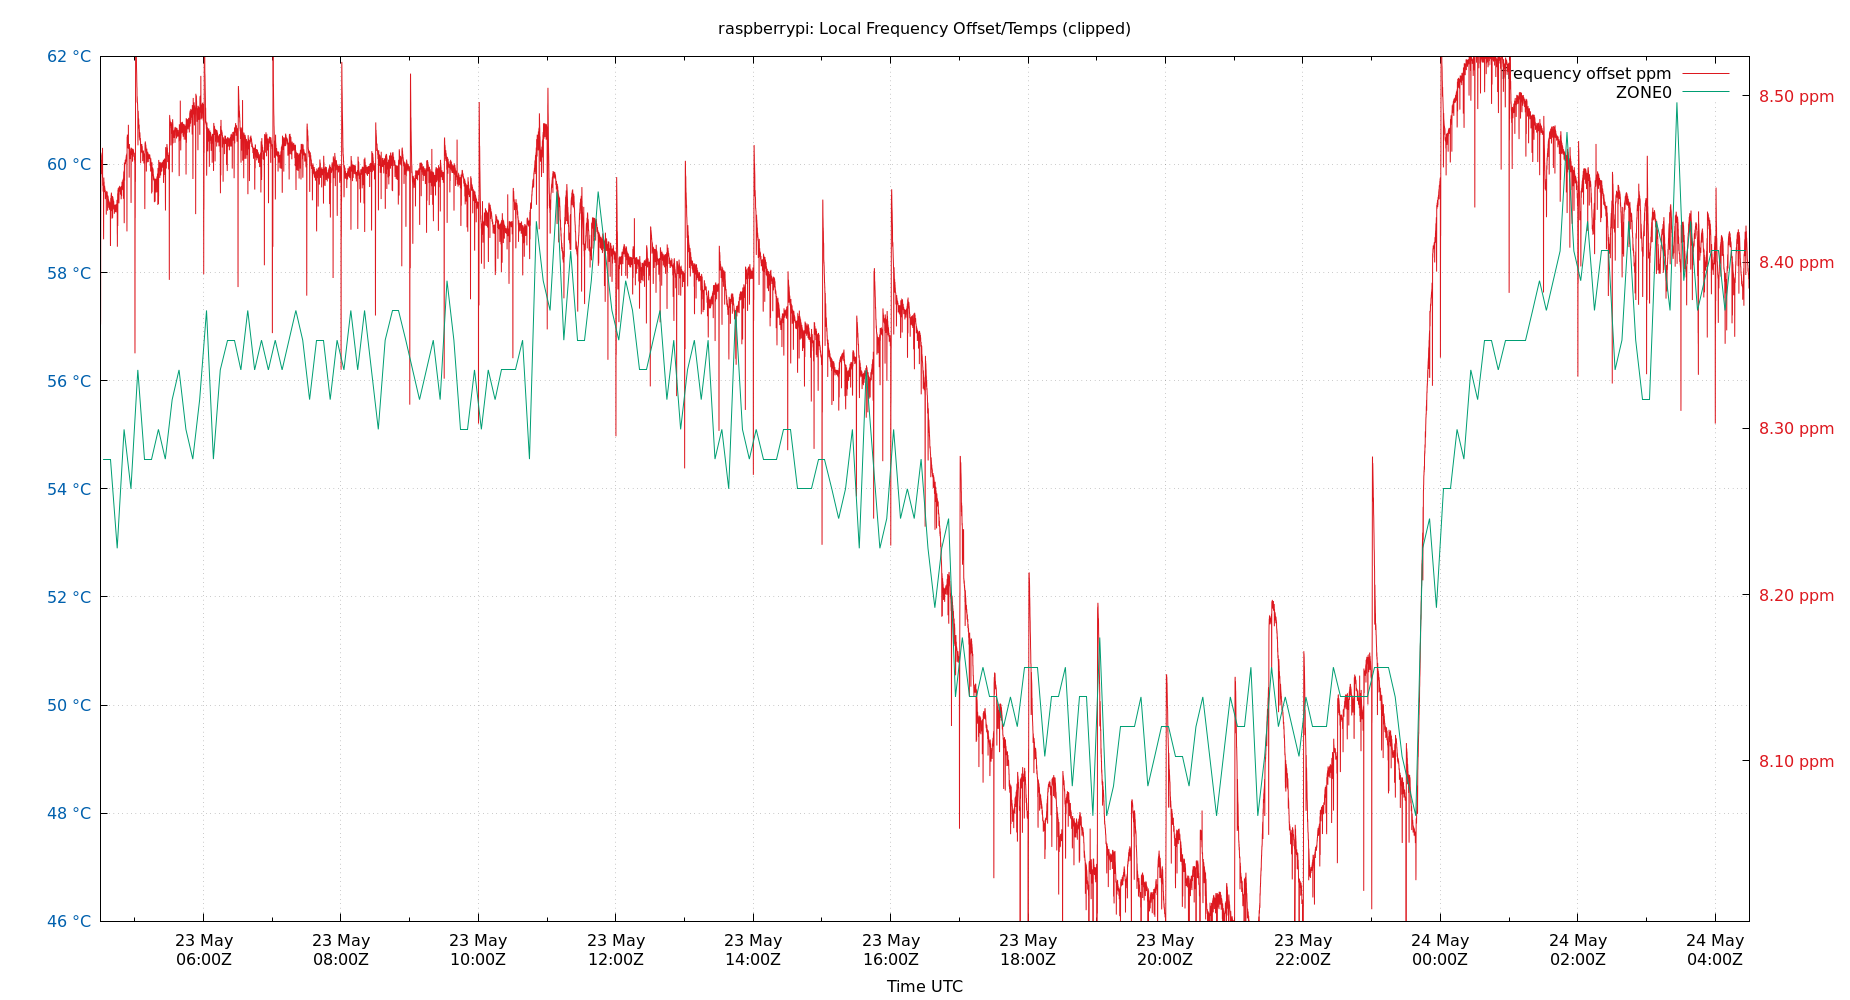 raspberrypi: Local Frequency Offset/Temps (clipped)
62 °C
60 °C
58 °C
56 °C
54 °C
52 °C
50 °C
48 °C
46 °C
frequency offset ppm
ZONE0
8.50 ppm
8.40 ppm
8.30 ppm
8.20 ppm
8.10 ppm
23 May 23 May 23 May 23 May 23 May 23 May 23 May 23 May 23 May 24 May 24 May 24 May
06:00Z 08:00Z 10:00Z 12:00Z 14:00Z 16:00Z 18:00Z 20:00Z 22:00Z 00:00Z 02:00Z 04:00Z
Time UTC